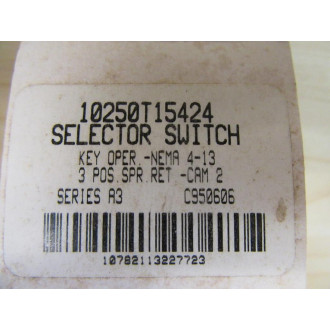 10250T15424
SELECTOR SWITCH
KEY OPER.-NEMA 4-13
3 POS.SPR.RET -CAM 2
SERIES A3 C950606
10782113227723